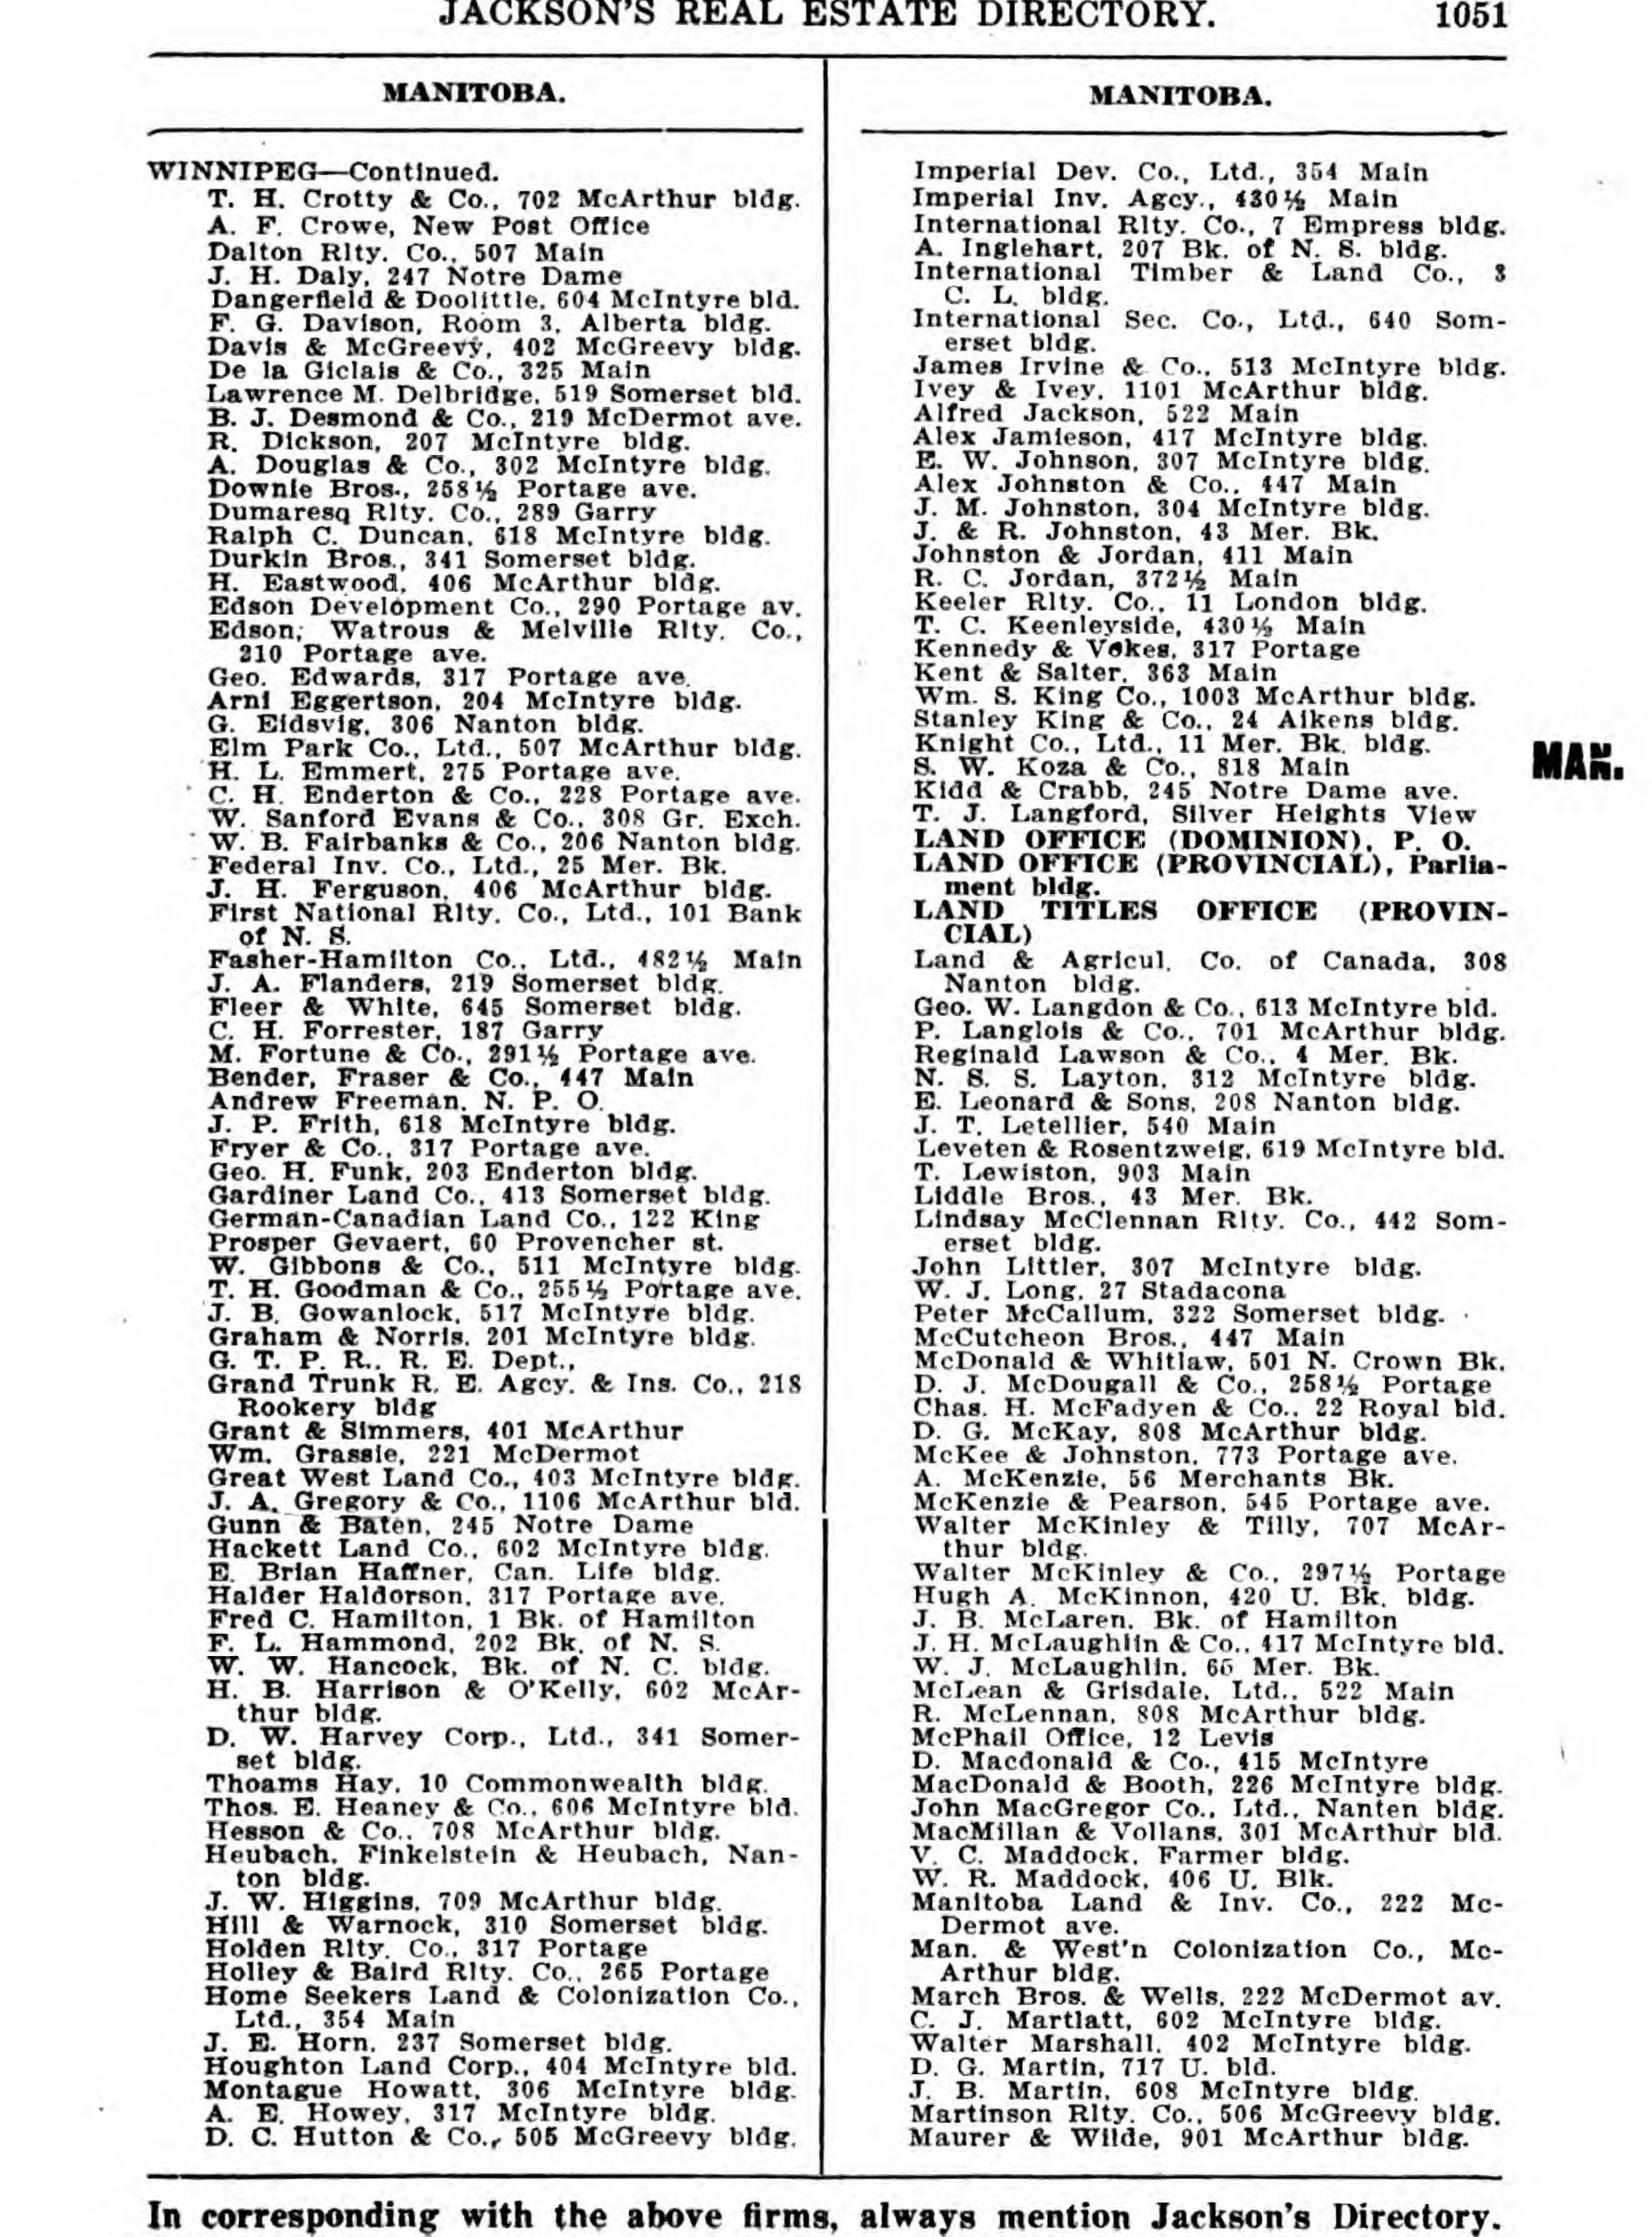 JACKSON'S REAL ESTATE DIRECTORY. 1051
MANITOBA.
WINNIPEG—Continued.
T. H. Crotty & Co., 702 McArthur bldg.
A. F. Crowe, New Post Office
Dalton Rlty. Co., 507 Main
J. H. Daly, 247 Notre Dame
Dangerfield & Doolittle, 604 McIntyre bld.
F. G. Davison, Room 3, Alberta bldg.
Davis & McGreevy, 402 McGreevy bldg.
De la Giclais & Co., 325 Main
Lawrence M. Delbridge, 519 Somerset bld.
B. J. Desmond & Co., 219 McDermot ave.
R. Dickson, 207 McIntyre bldg.
A. Douglas & Co., 302 McIntyre bldg.
Downie Bros., 258½ Portage ave.
Dumaresq Rlty. Co., 289 Garry
Ralph C. Duncan, 618 McIntyre bldg.
Durkin Bros., 341 Somerset bldg.
H. Eastwood, 406 McArthur bldg.
Edson Development Co., 290 Portage av.
Edson, Watrous & Melville Rlty. Co.,
210 Portage ave.
Geo. Edwards, 317 Portage ave.
Arni Eggertson, 204 McIntyre bldg.
G. Eidsvig, 306 Nanton bldg.
Elm Park Co., Ltd., 507 McArthur bldg.
H. L. Emmert, 275 Portage ave.
C. H. Enderton & Co., 228 Portage ave.
W. Sanford Evans & Co., 308 Gr. Exch.
W. B. Fairbanks & Co., 206 Nanton bldg.
Federal Inv. Co., Ltd., 25 Mer. Bk.
J. H. Ferguson, 406 McArthur bldg.
First National Rlty. Co., Ltd., 101 Bank
of N. S.
Fasher-Hamilton Co., Ltd., 482½ Main
J. A. Flanders, 219 Somerset bldg.
Fleer & White, 645 Somerset bldg.
C. H. Forrester, 187 Garry
M. Fortune & Co., 291½ Portage ave.
Bender, Fraser & Co., 447 Main
Andrew Freeman, N. P. O.
J. P. Frith, 618 McIntyre bldg.
Fryer & Co., 317 Portage ave.
Geo. H. Funk, 203 Enderton bldg.
Gardiner Land Co., 413 Somerset bldg.
German-Canadian Land Co., 122 King
Prosper Gevaert, 60 Provencher st.
W. Gibbons & Co., 511 McIntyre bldg.
T. H. Goodman & Co., 255½ Portage ave.
J. B. Gowanlock, 517 McIntyre bldg.
Graham & Norris, 201 McIntyre bldg.
G. T. P. R., R. E. Dept.,
Grand Trunk R. E. Agcy. & Ins. Co., 218
Rookery bldg
Grant & Simmers, 401 McArthur
Wm. Grassie, 221 McDermot
Great West Land Co., 403 McIntyre bldg.
J. A. Gregory & Co., 1106 McArthur bld.
Gunn & Baten, 245 Notre Dame
Hackett Land Co., 602 McIntyre bldg.
E. Brian Haffner, Can. Life bldg.
Halder Haldorson, 317 Portage ave.
Fred C. Hamilton, 1 Bk. of Hamilton
F. L. Hammond, 202 Bk. of N. S.
W. W. Hancock, Bk. of N. C. bldg.
H. B. Harrison & O'Kelly, 602 McAr-
thur bldg.
D. W. Harvey Corp., Ltd., 341 Somer-
set bldg.
Thoams Hay, 10 Commonwealth bldg.
Thos. E. Heaney & Co., 606 McIntyre bld.
Hesson & Co., 708 McArthur bldg.
Heubach, Finkelstein & Heubach, Nan-
ton bldg.
J. W. Higgins, 709 McArthur bldg.
Hill & Warnock, 310 Somerset bldg.
Holden Rlty. Co., 317 Portage
Holley & Baird Rlty. Co., 265 Portage
Home Seekers Land & Colonization Co.,
Ltd., 354 Main
J. E. Horn, 237 Somerset bldg.
Houghton Land Corp., 404 McIntyre bld.
Montague Howatt, 306 McIntyre bldg.
A. E. Howey, 317 McIntyre bldg.
D. C. Hutton & Co., 505 McGreevy bldg.
MANITOBA.
Imperial Dev. Co., Ltd., 354 Main
Imperial Inv. Agcy., 430½ Main
International Rlty. Co., 7 Empress bldg.
A. Inglehart, 207 Bk. of N. S. bldg.
International Timber & Land Co., 3
C. L. bldg.
International Sec. Co., Ltd., 640 Som-
erset bldg.
James Irvine & Co., 513 McIntyre bldg.
Ivey & Ivey, 1101 McArthur bldg.
Alfred Jackson, 522 Main
Alex Jamieson, 417 McIntyre bldg.
E. W. Johnson, 307 McIntyre bldg.
Alex Johnston & Co., 447 Main
J. M. Johnston, 304 McIntyre bldg.
J. & R. Johnston, 43 Mer. Bk.
Johnston & Jordan, 411 Main
R. C. Jordan, 372½ Main
Keeler Rlty. Co., 11 London bldg.
T. C. Keenleyside, 430½ Main
Kennedy & Vokes, 317 Portage
Kent & Salter, 363 Main
Wm. S. King Co., 1003 McArthur bldg.
Stanley King & Co., 24 Aikens bldg.
Knight Co., Ltd., 11 Mer. Bk. bldg.
S. W. Koza & Co., 818 Main
Kidd & Crabb, 245 Notre Dame ave.
T. J. Langford, Silver Heights View
LAND OFFICE (DOMINION), P. O.
LAND OFFICE (PROVINCIAL), Parlia-
ment bldg.
LAND TITLES OFFICE (PROVIN-
CIAL)
Land & Agricul. Co. of Canada, 308
Nanton bldg.
Geo. W. Langdon & Co., 613 McIntyre bld.
P. Langlois & Co., 701 McArthur bldg.
Reginald Lawson & Co., 4 Mer. Bk.
N. S. S. Layton, 312 McIntyre bldg.
E. Leonard & Sons, 208 Nanton bldg.
J. T. Letellier, 540 Main
Leveten & Rosentzweig, 619 McIntyre bld.
T. Lewiston, 903 Main
Liddle Bros., 43 Mer. Bk.
Lindsay McClennan Rlty. Co., 442 Som-
erset bldg.
John Littler, 307 McIntyre bldg.
W. J. Long, 27 Stadacona
Peter McCallum, 322 Somerset bldg.
McCutcheon Bros., 447 Main
McDonald & Whitlaw, 501 N. Crown Bk.
D. J. McDougall & Co., 258½ Portage
Chas. H. McFadyen & Co., 22 Royal bld.
D. G. McKay, 808 McArthur bldg.
McKee & Johnston, 773 Portage ave.
A. McKenzie, 56 Merchants Bk.
McKenzie & Pearson, 545 Portage ave.
Walter McKinley & Tilly, 707 McAr-
thur bldg.
Walter McKinley & Co., 297½ Portage
Hugh A. McKinnon, 420 U. Bk. bldg.
J. B. McLaren, Bk. of Hamilton
J. H. McLaughlin & Co., 417 McIntyre bld.
W. J. McLaughlin, 65 Mer. Bk.
McLean & Grisdale, Ltd., 522 Main
R. McLennan, 808 McArthur bldg.
McPhail Office, 12 Levis
D. Macdonald & Co., 415 McIntyre
MacDonald & Booth, 226 McIntyre bldg.
John MacGregor Co., Ltd., Nanten bldg.
MacMillan & Vollans, 301 McArthur bld.
V. C. Maddock, Farmer bldg.
W. R. Maddock, 406 U. Blk.
Manitoba Land & Inv. Co., 222 Mc-
Dermot ave.
Man. & West'n Colonization Co., Mc-
Arthur bldg.
March Bros. & Wells, 222 McDermot av.
C. J. Martlatt, 602 McIntyre bldg.
Walter Marshall, 402 McIntyre bldg.
D. G. Martin, 717 U. bld.
J. B. Martin, 608 McIntyre bldg.
Martinson Rlty. Co., 506 McGreevy bldg.
Maurer & Wilde, 901 McArthur bldg.
MAN.
In corresponding with the above firms, always mention Jackson's Directory.